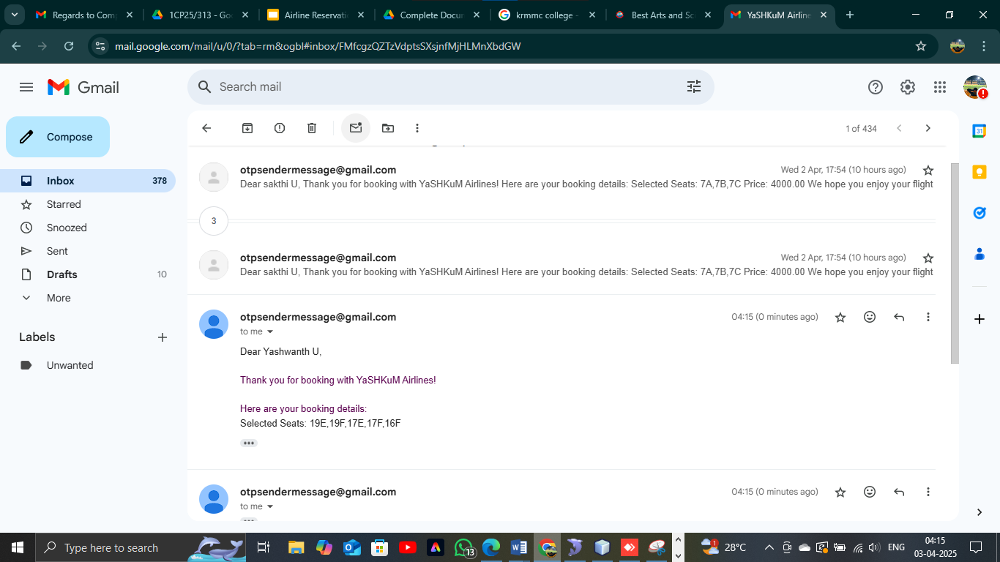 Regards to Com
1CP25/313 - Go
Airline Reservati
Complete Docu
krmmc college -
Best Arts and Sci
YaSHKuM Airline
mail.google.com/mail/u/0/?tab=rm&ogbl#inbox/FMfcgzQZTzVdptsSXsjnfMjHLMnXbdGW
Gmail
Search mail
Compose
1 of 434
Inbox 378
Starred
Snoozed
Sent
Drafts 10
More
Labels
Unwanted
otpsendermessage@gmail.com Wed 2 Apr, 17:54 (10 hours ago)
Dear sakthi U, Thank you for booking with YaSHKuM Airlines! Here are your booking details: Selected Seats: 7A,7B,7C Price: 4000.00 We hope you enjoy your flight
3
otpsendermessage@gmail.com Wed 2 Apr, 17:54 (10 hours ago)
Dear sakthi U, Thank you for booking with YaSHKuM Airlines! Here are your booking details: Selected Seats: 7A,7B,7C Price: 4000.00 We hope you enjoy your flight
otpsendermessage@gmail.com 04:15 (0 minutes ago)
to me
Dear Yashwanth U,
Thank you for booking with YaSHKuM Airlines!
Here are your booking details:
Selected Seats: 19E,19F,17E,17F,16F
otpsendermessage@gmail.com 04:15 (0 minutes ago)
to me
31
Type here to search
13
1
28°C
ENG
04:15
03-04-2025